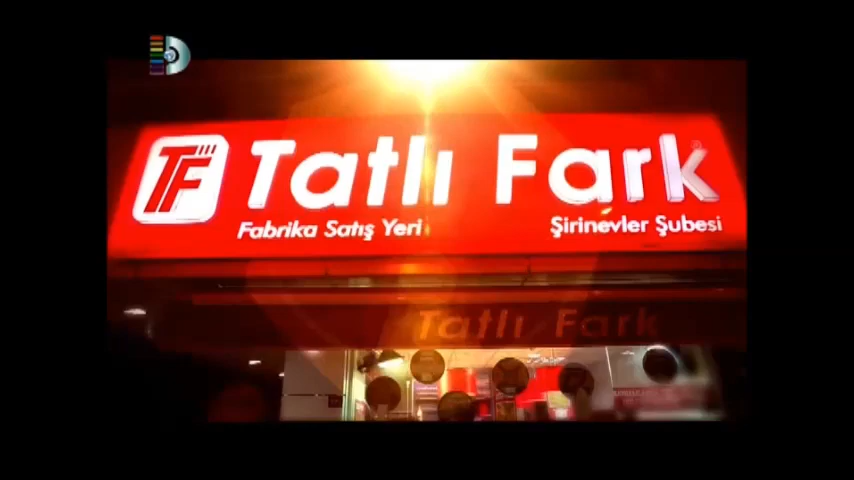 D
TF Tatlı Fark
Fabrika Satış Yeri Şirinevler Şubesi
Tatlı Fark